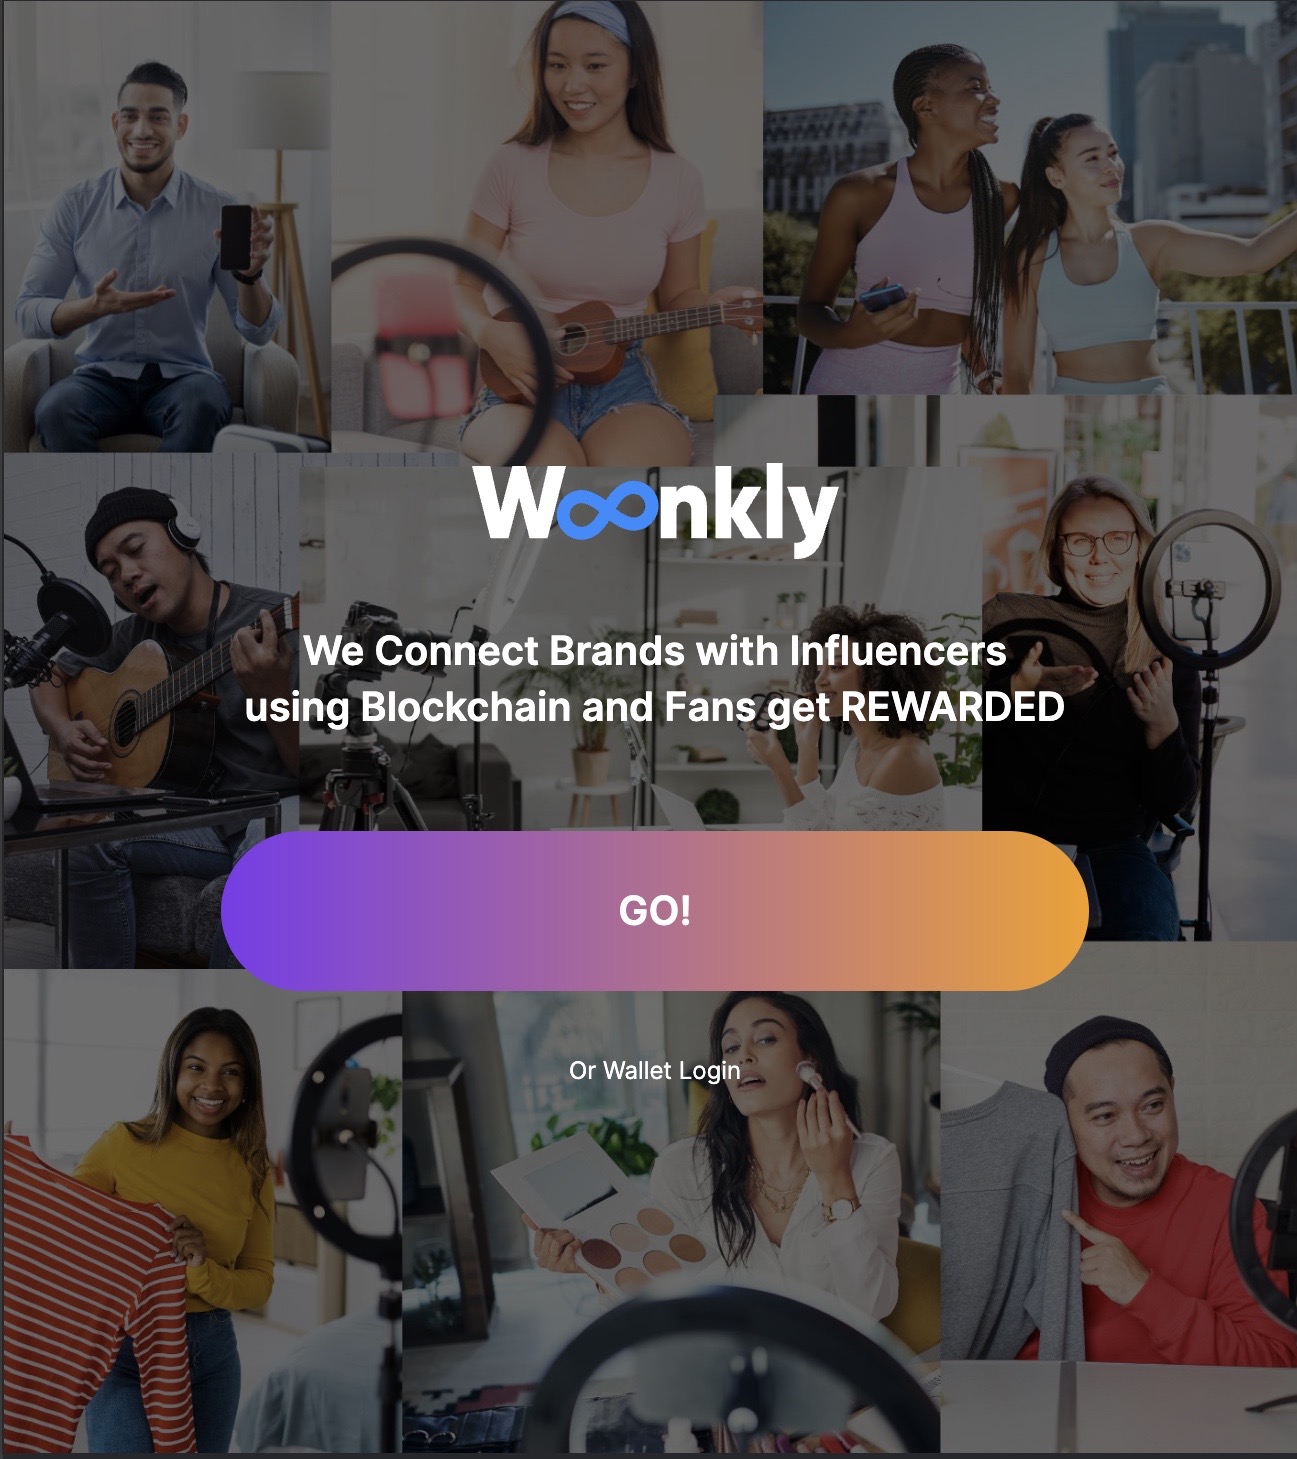 Woonkly
We Connect Brands with Influencers
using Blockchain and Fans get REWARDED
GO!
Or Wallet Login